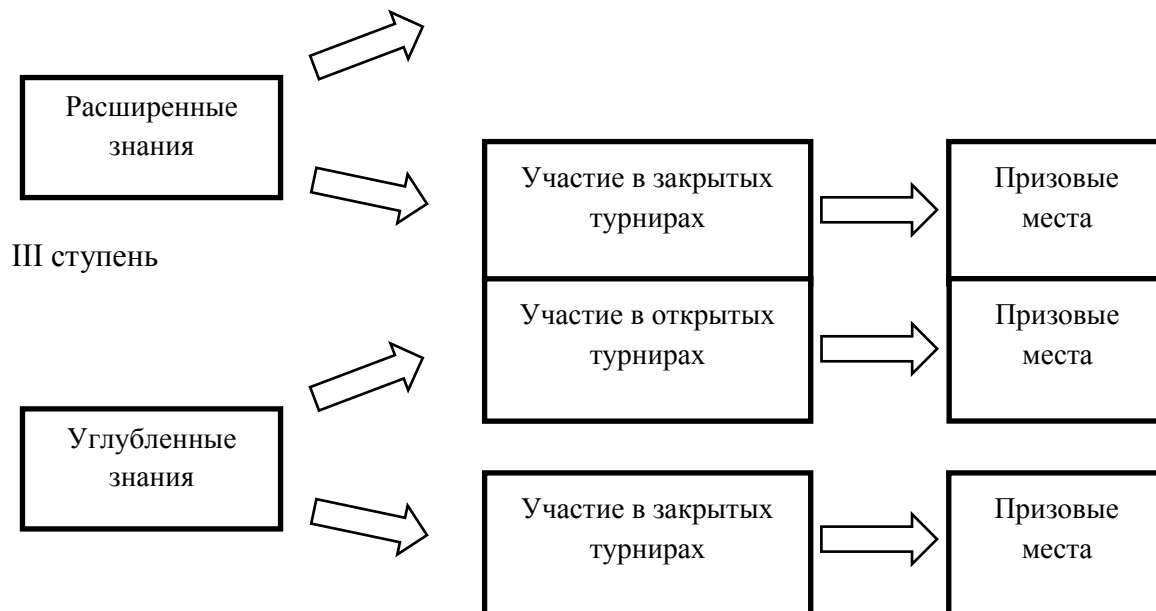 Расширенные
знания
Участие в закрытых
турнирах
Призовые
места
III ступень
Участие в открытых
турнирах
Призовые
места
Углубленные
знания
Участие в закрытых
турнирах
Призовые
места